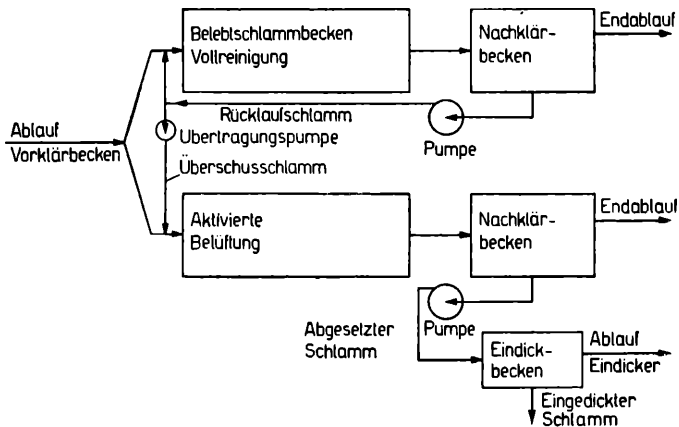 Belebtschlammbecken
Vollreinigung
Nachklär-
becken
Endablauf
Rücklaufschlamm
Pumpe
Ablauf
Vorklärbecken
Übertragungspumpe
Überschusschlamm
Aktivierte
Belüftung
Nachklär-
becken
Endablauf
Abgesetzter
Schlamm
Pumpe
Eindick-
becken
Ablauf
Eindicker
Eingedickter
Schlamm